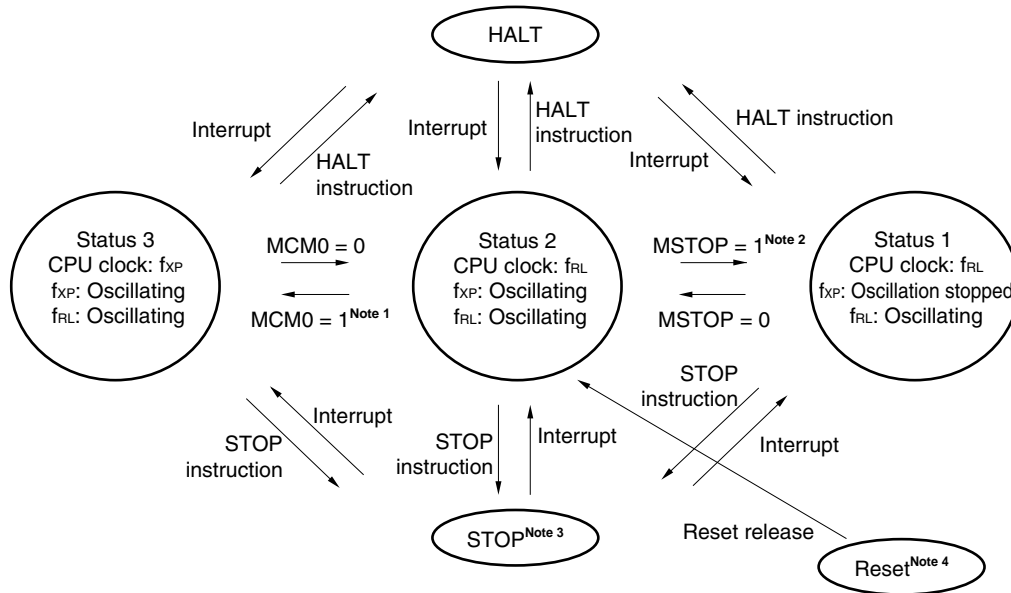 HALT
Interrupt
HALT
instruction
Interrupt
HALT
instruction
HALT instruction
Interrupt
Status 3
CPU clock: fXP
fXP: Oscillating
fRL: Oscillating
MCM0 = 0
MCM0 = 1Note 1
Status 2
CPU clock: fRL
fXP: Oscillating
fRL: Oscillating
MSTOP = 1Note 2
MSTOP = 0
Status 1
CPU clock: fRL
fXP: Oscillation stopped
fRL: Oscillating
STOP
instruction
Interrupt
STOP
instruction
Interrupt
STOP
instruction
Interrupt
STOPNote 3
Reset release
ResetNote 4